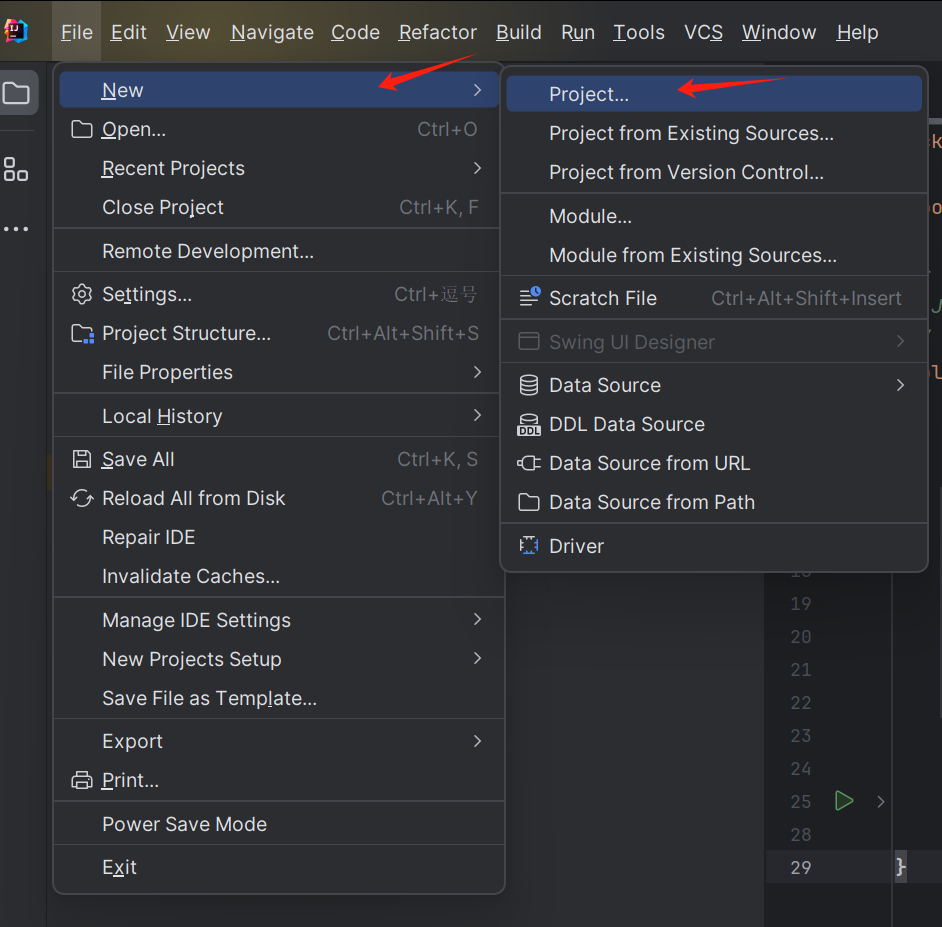 File Edit View Navigate Code Refactor Build Run Tools VCS Window Help
New
Open... Ctrl+O
Recent Projects
Close Project Ctrl+K, F
Remote Development...
Settings... Ctrl+逗号
Project Structure... Ctrl+Alt+Shift+S
File Properties
Local History
Save All Ctrl+K, S
Reload All from Disk Ctrl+Alt+Y
Repair IDE
Invalidate Caches...
Manage IDE Settings
New Projects Setup
Save File as Template...
Export
Print...
Power Save Mode
Exit
Project...
Project from Existing Sources...
Project from Version Control...
Module...
Module from Existing Sources...
Scratch File Ctrl+Alt+Shift+Insert
Swing UI Designer
Data Source
DDL Data Source
Data Source from URL
Data Source from Path
Driver
19
20
21
22
23
24
25
28
29 }